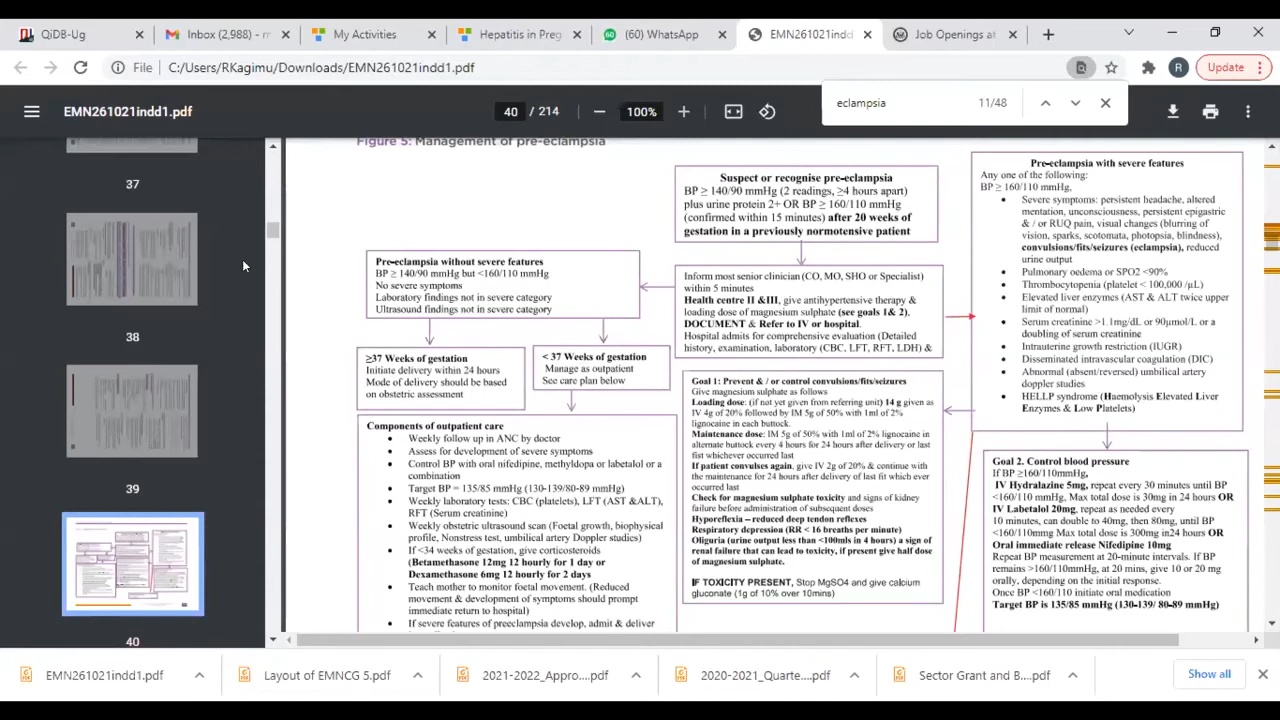 QiDB-Ug
Inbox (2,988) - m
My Activities
Hepatitis in Preg
(60) WhatsApp
EMN261021indd1
Job Openings at
File
C:/Users/RKagimu/Downloads/EMN261021indd1.pdf
R
Update
EMN261021indd1.pdf
40 / 214
100%
eclampsia
11/48
37
38
39
40
Figure 5: Management of pre-eclampsia
Suspect or recognise pre-eclampsia
BP ≥ 140/90 mmHg (2 readings, ≥4 hours apart)
plus urine protein 2+ OR BP ≥ 160/110 mmHg
(confirmed within 15 minutes) after 20 weeks of
gestation in a previously normotensive patient
Pre-eclampsia without severe features
BP ≥ 140/90 mmHg but <160/110 mmHg
No severe symptoms
Laboratory findings not in severe category
Ultrasound findings not in severe category
Inform most senior clinician (CO, MO, SHO or Specialist)
within 5 minutes
Health centre II &III, give antihypertensive therapy &
loading dose of magnesium sulphate (see goals 1& 2),
DOCUMENT & Refer to IV or hospital.
Hospital admits for comprehensive evaluation (Detailed
history, examination, laboratory (CBC, LFT, RFT, LDH) &
Pre-eclampsia with severe features
Any one of the following:
BP ≥ 160/110 mmHg,
• Severe symptoms: persistent headache, altered
mentation, unconsciousness, persistent epigastric
& / or RUQ pain, visual changes (blurring of
vision, sparks, scotomata, photopsia, blindness),
convulsions/fits/seizures (eclampsia), reduced
urine output
• Pulmonary oedema or SPO2 <90%
• Thrombocytopenia (platelet < 100,000 /µL)
• Elevated liver enzymes (AST & ALT twice upper
limit of normal)
• Serum creatinine >1.1mg/dL or 90µmol/L or a
doubling of serum creatinine
• Intrauterine growth restriction (IUGR)
• Disseminated intravascular coagulation (DIC)
• Abnormal (absent/reversed) umbilical artery
doppler studies
• HELLP syndrome (Haemolysis Elevated Liver
Enzymes & Low Platelets)
≥37 Weeks of gestation
Initiate delivery within 24 hours
Mode of delivery should be based
on obstetric assessment
< 37 Weeks of gestation
Manage as outpatient
See care plan below
Components of outpatient care
• Weekly follow up in ANC by doctor
• Assess for development of severe symptoms
• Control BP with oral nifedipine, methyldopa or labetalol or a
combination
• Target BP = 135/85 mmHg (130-139/80-89 mmHg)
• Weekly laboratory tests: CBC (platelets), LFT (AST &ALT),
RFT (Serum creatinine)
• Weekly obstetric ultrasound scan (Foetal growth, biophysical
profile, Nonstress test, umbilical artery Doppler studies)
• If <34 weeks of gestation, give corticosteroids
(Betamethasone 12mg 12 hourly for 1 day or
Dexamethasone 6mg 12 hourly for 2 days
• Teach mother to monitor foetal movement. (Reduced
movement & development of symptoms should prompt
immediate return to hospital)
• If severe features of preeclampsia develop, admit & deliver
Goal 1: Prevent & / or control convulsions/fits/seizures
Give magnesium sulphate as follows
Loading dose: (if not yet given from referring unit) 14 g given as
IV 4g of 20% followed by IM 5g of 50% with 1ml of 2%
lignocaine in each buttock.
Maintenance dose: IM 5g of 50% with 1ml of 2% lignocaine in
alternate buttock every 4 hours for 24 hours after delivery or last
fist whichever occurred last
If patient convulses again, give IV 2g of 20% & continue with
the maintenance for 24 hours after delivery of last fit which ever
occurred last
Check for magnesium sulphate toxicity and signs of kidney
failure before administration of subsequent doses
Hyporeflexia – reduced deep tendon reflexes
Respiratory depression (RR < 16 breaths per minute)
Oliguria (urine output less <100mls in 4 hours) a sign of
renal failure that can lead to toxicity, if present give half dose
of magnesium sulphate.
IF TOXICITY PRESENT, Stop MgSO4 and give calcium
gluconate (1g of 10% over 10mins)
Goal 2. Control blood pressure
If BP ≥160/110mmHg,
IV Hydralazine 5mg, repeat every 30 minutes until BP
<160/110 mmHg, Max total dose is 30mg in 24 hours OR
IV Labetalol 20mg, repeat as needed every
10 minutes, can double to 40mg, then 80mg, until BP
<160/110mmg Max total dose is 300mg in24 hours OR
Oral immediate release Nifedipine 10mg
Repeat BP measurement at 20-minute intervals. If BP
remains >160/110mmHg, at 20 mins, give 10 or 20 mg
orally, depending on the initial response.
Once BP <160/110 initiate oral medication
Target BP is 135/85 mmHg (130-139/ 80-89 mmHg)
EMN261021indd1.pdf
Layout of EMNCG 5.pdf
2021-2022_Appro....pdf
2020-2021_Quarte....pdf
Sector Grant and B....pdf
Show all